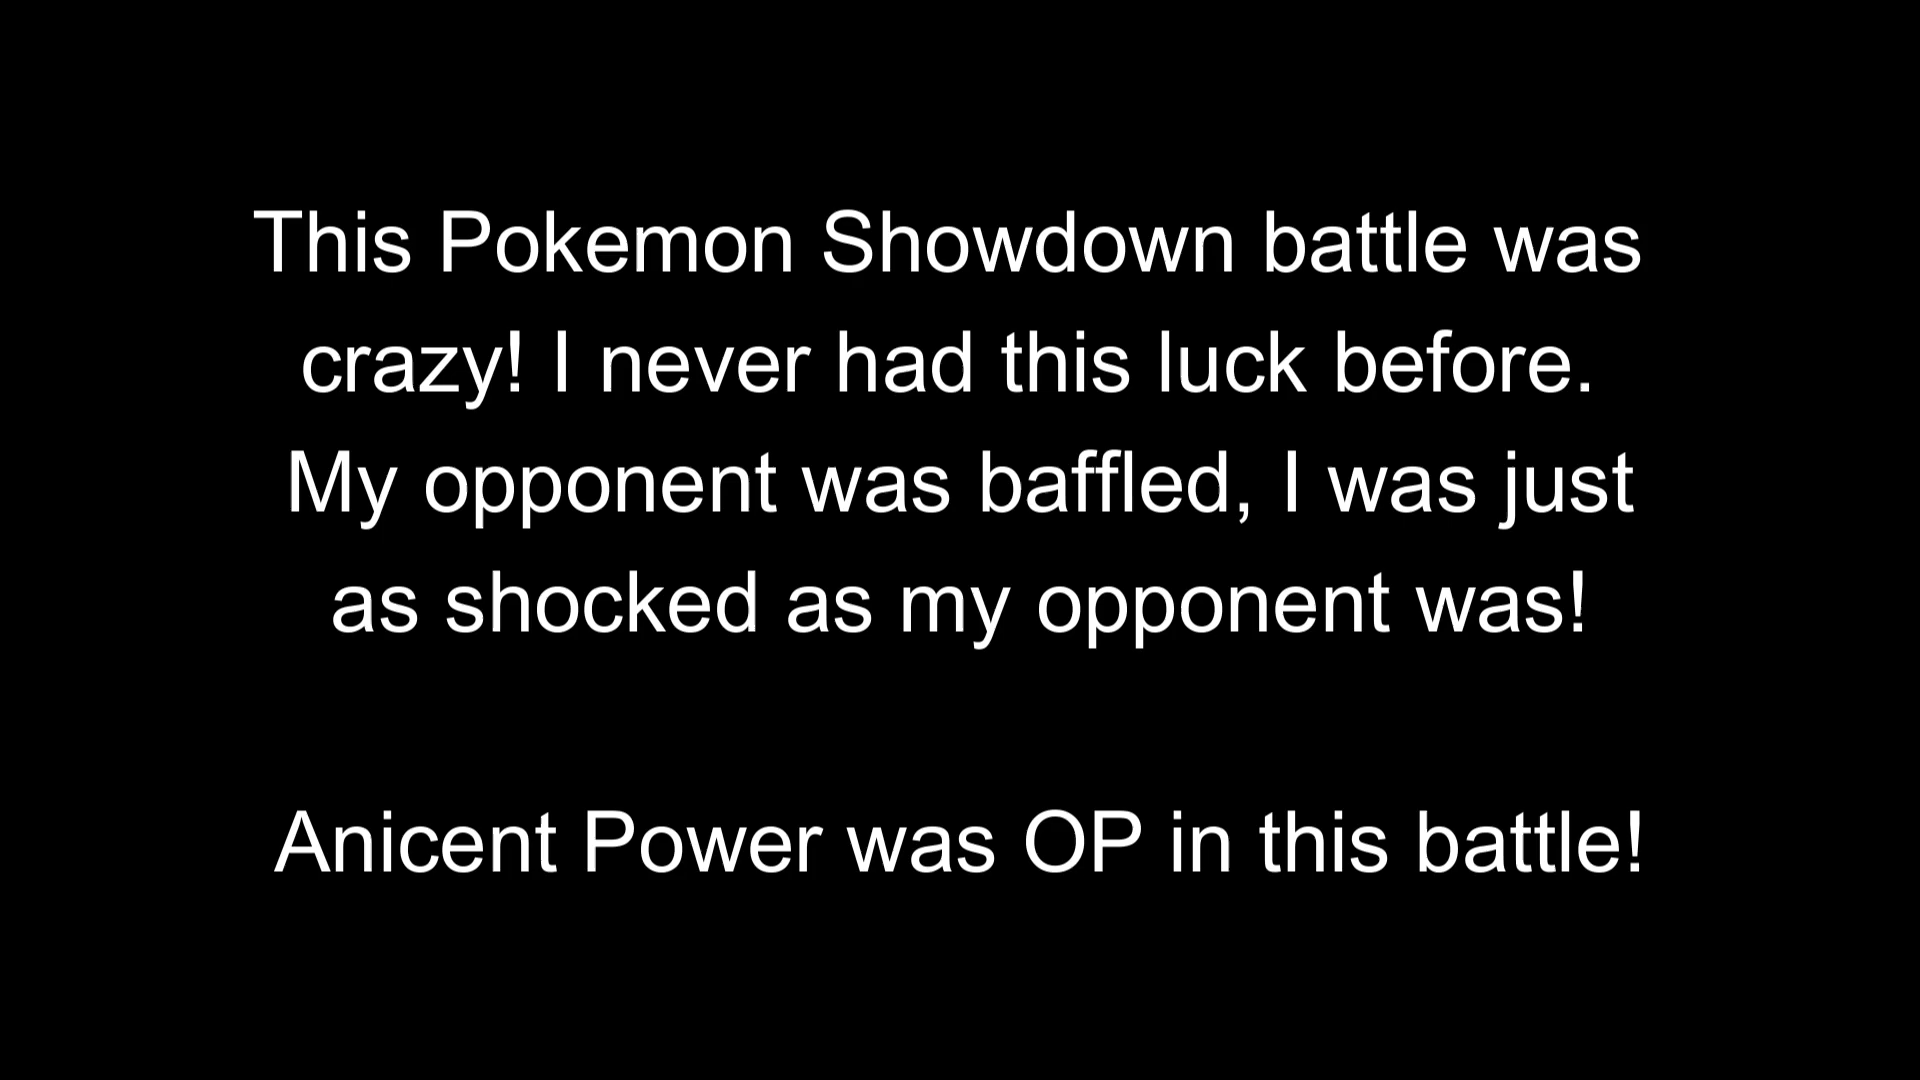 This Pokemon Showdown battle was
crazy! I never had this luck before.
My opponent was baffled, I was just
as shocked as my opponent was!
Anicent Power was OP in this battle!